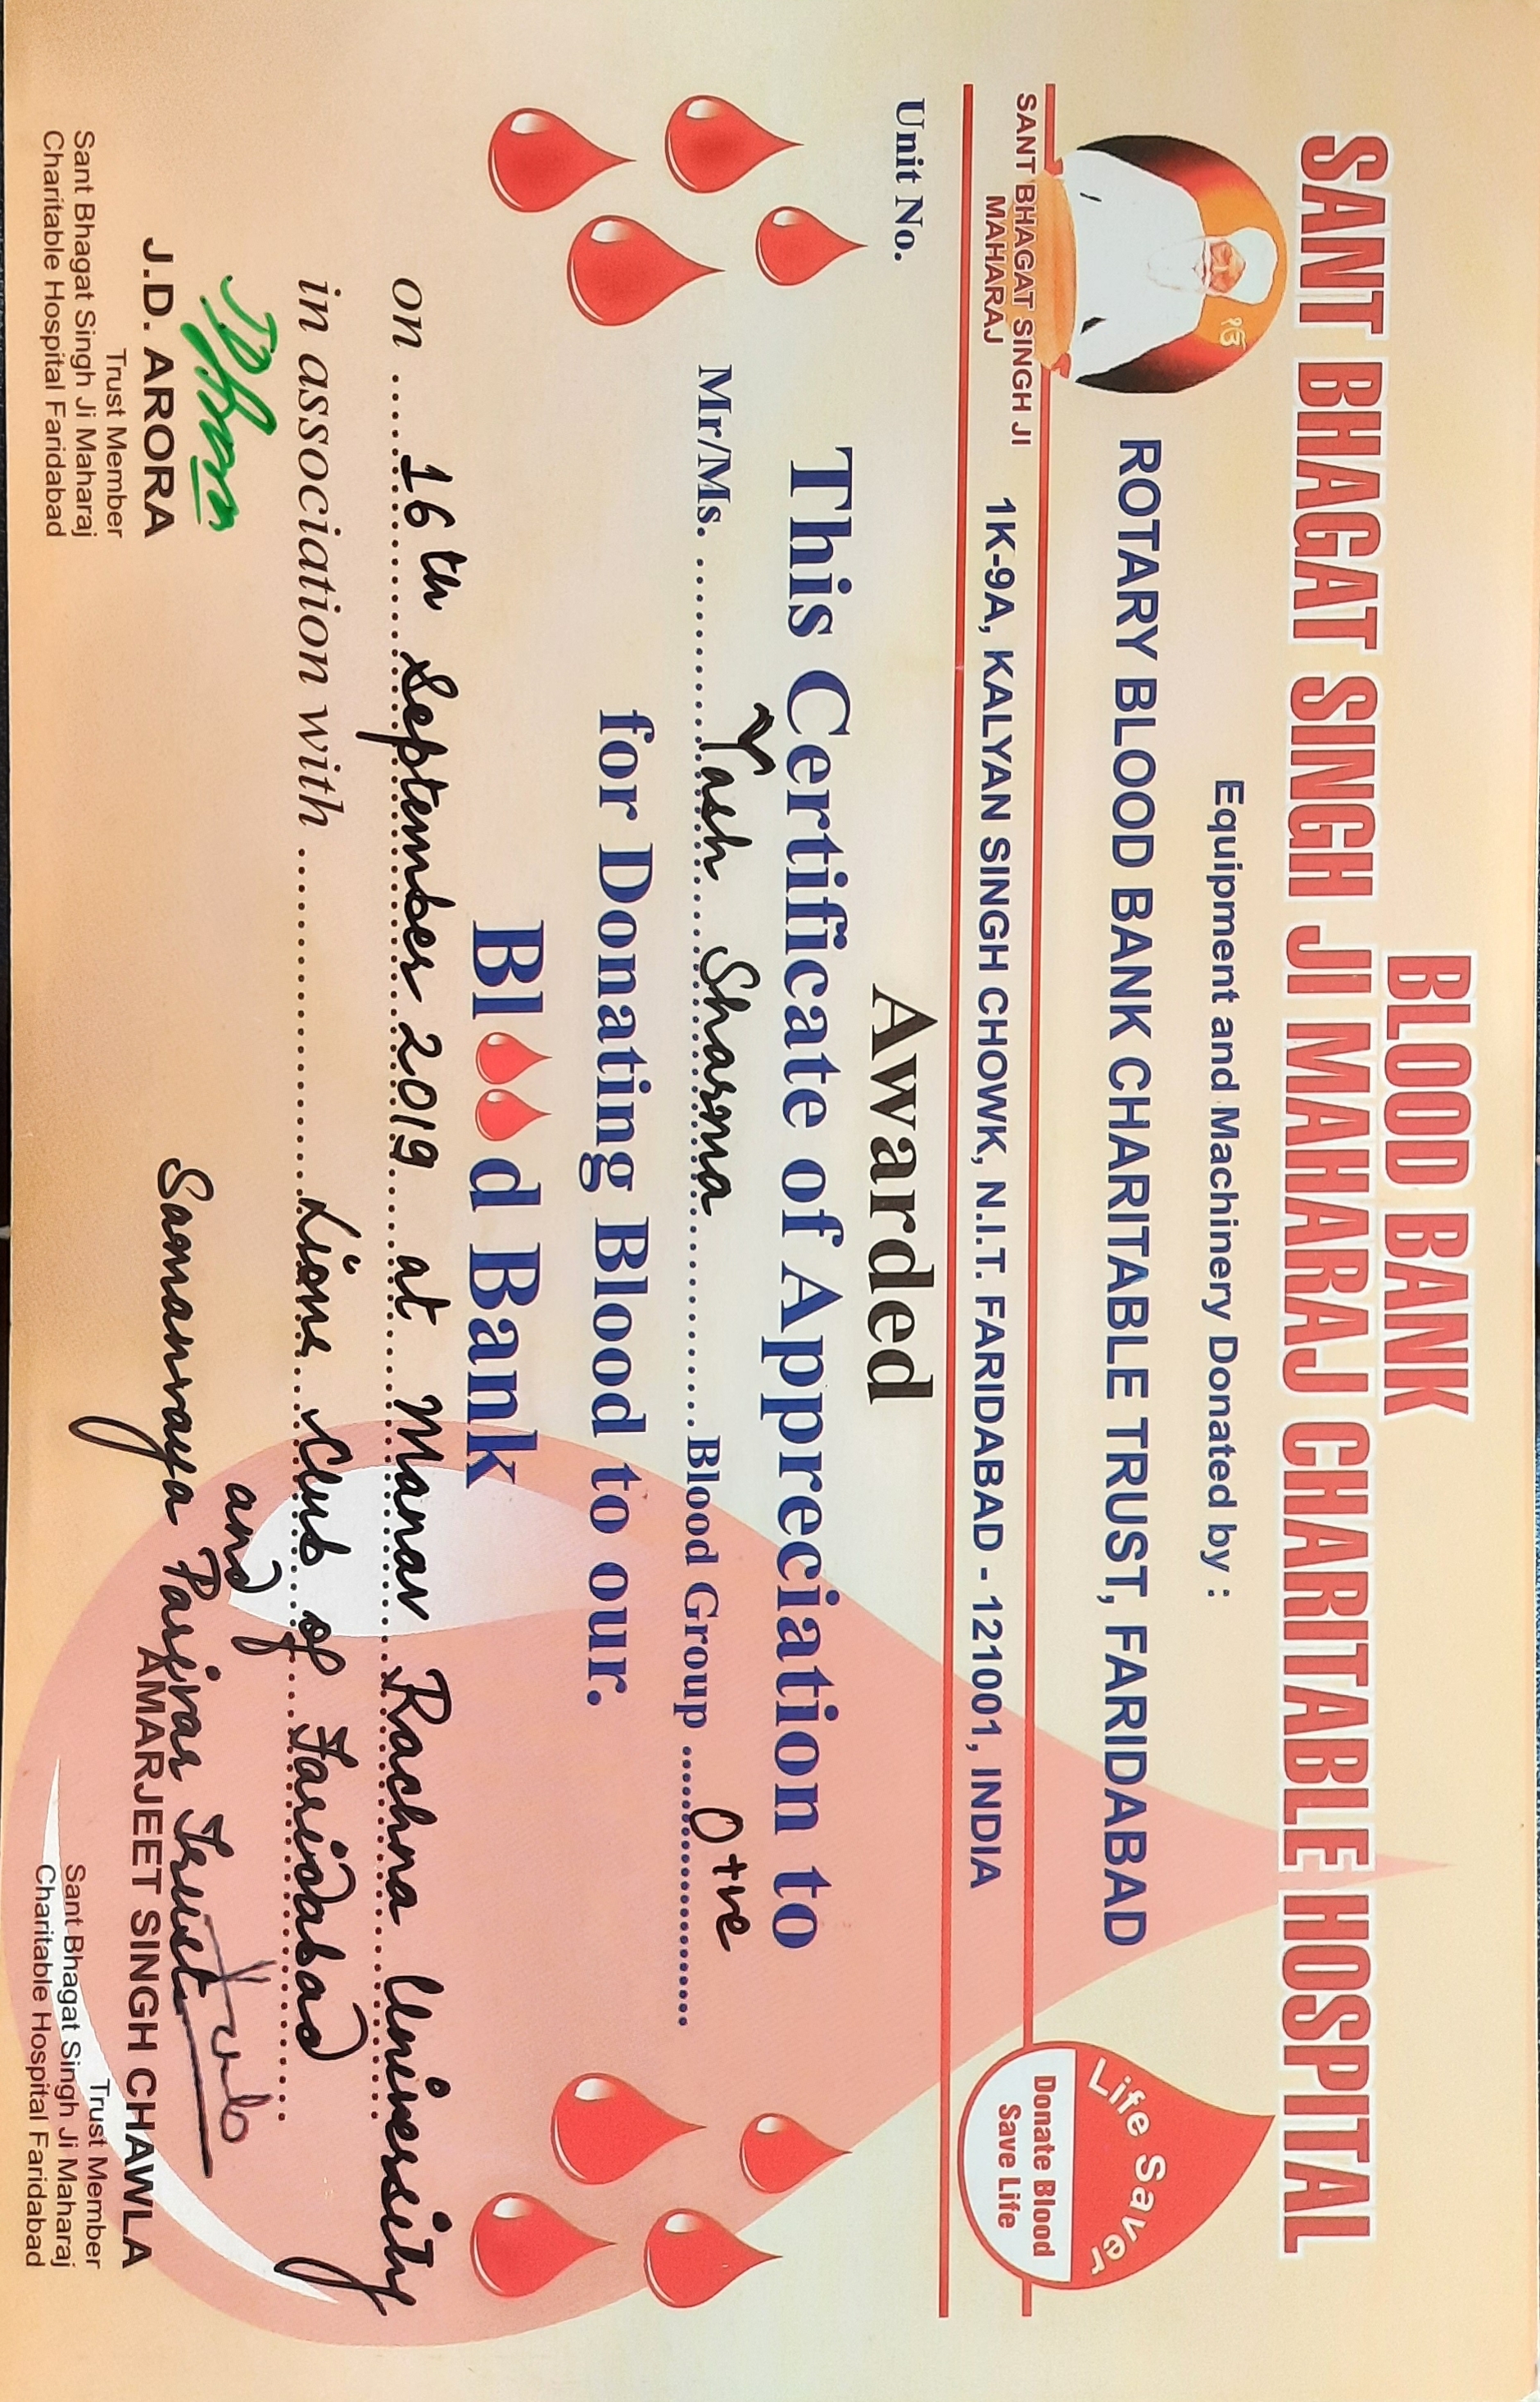 BLOOD BANK
SANT BHAGAT SINGH JI MAHARAJ CHARITABLE HOSPITAL
ੴ
Equipment and Machinery Donated by :
ROTARY BLOOD BANK CHARITABLE TRUST, FARIDABAD
Life Saver
Donate Blood
Save Life
SANT BHAGAT SINGH JI
MAHARAJ
1K-9A, KALYAN SINGH CHOWK, N.I.T. FARIDABAD - 121001, INDIA
Unit No.
Awarded
This Certificate of Appreciation to
Mr/Ms. Yash Sharma Blood Group O +ve
for Donating Blood to our.
Blood Bank
on 16th September 2019 at Manav Rachna University
in association with Lions Club of Faridabad
and
Samanvaya Parivar Trust
JDArora
J.D. ARORA
Trust Member
Sant Bhagat Singh Ji Maharaj
Charitable Hospital Faridabad
AMARJEET SINGH CHAWLA
Trust Member
Sant Bhagat Singh Ji Maharaj
Charitable Hospital Faridabad